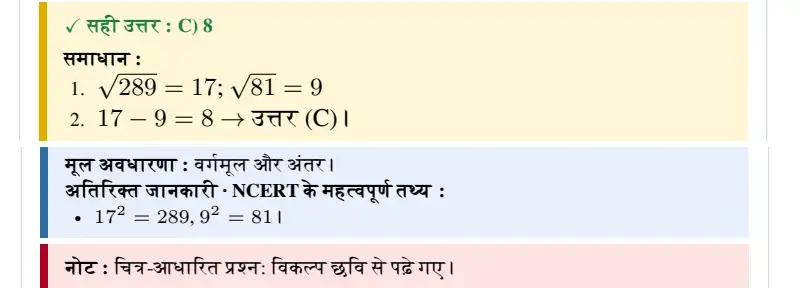 ✓ सही उत्तर : C) 8
समाधान :
1. √289 = 17; √81 = 9
2. 17 − 9 = 8 → उत्तर (C)।
मूल अवधारणा : वर्गमूल और अंतर।
अतिरिक्त जानकारी · NCERT के महत्वपूर्ण तथ्य :
• 17² = 289, 9² = 81।
नोट : चित्र-आधारित प्रश्न: विकल्प छवि से पढ़े गए।